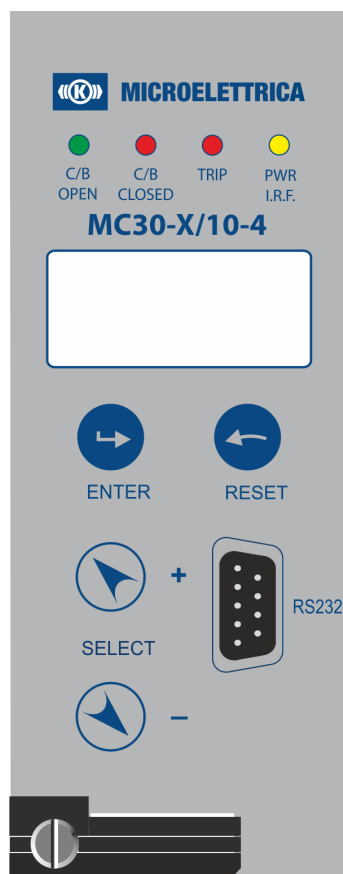 ((K)) MICROELETTRICA
C/B OPEN
C/B CLOSED
TRIP
PWR I.R.F.
MC30-X/10-4
ENTER
RESET
+
RS232
SELECT
–